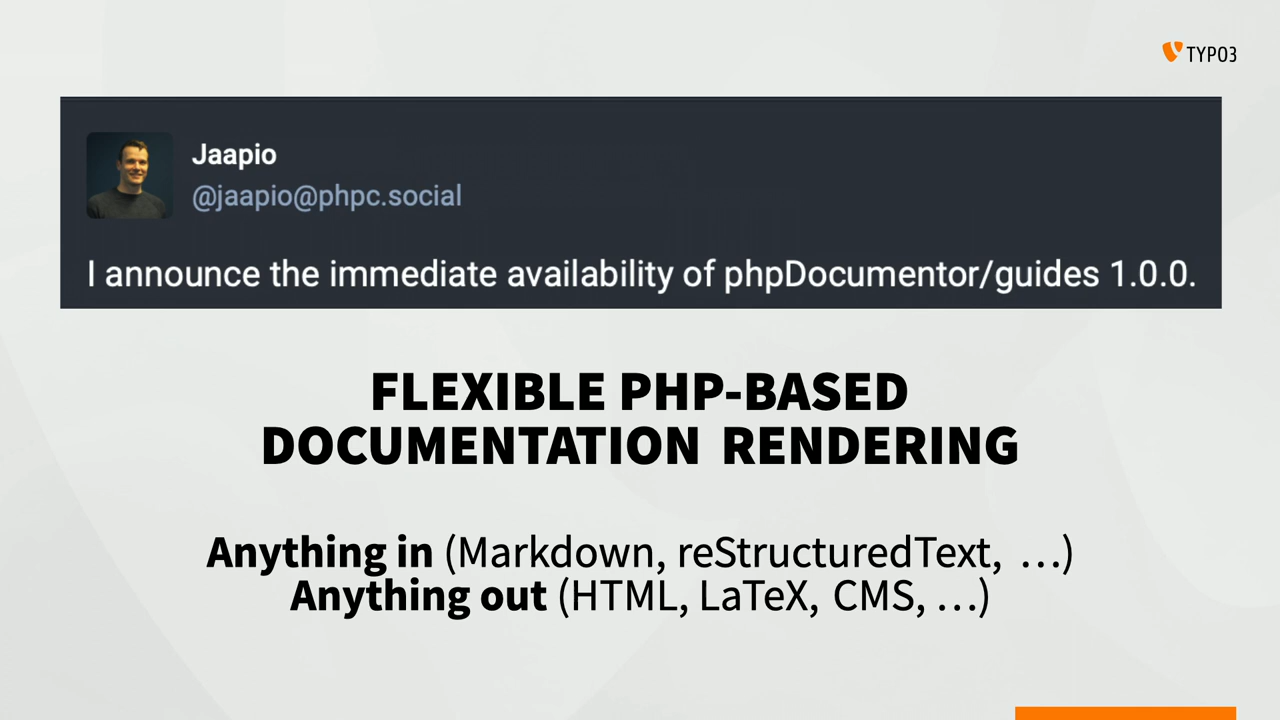 TYPO3
Jaapio
@jaapio@phpc.social
I announce the immediate availability of phpDocumentor/guides 1.0.0.
FLEXIBLE PHP-BASED
DOCUMENTATION RENDERING
Anything in (Markdown, reStructuredText, ...)
Anything out (HTML, LaTeX, CMS, ...)